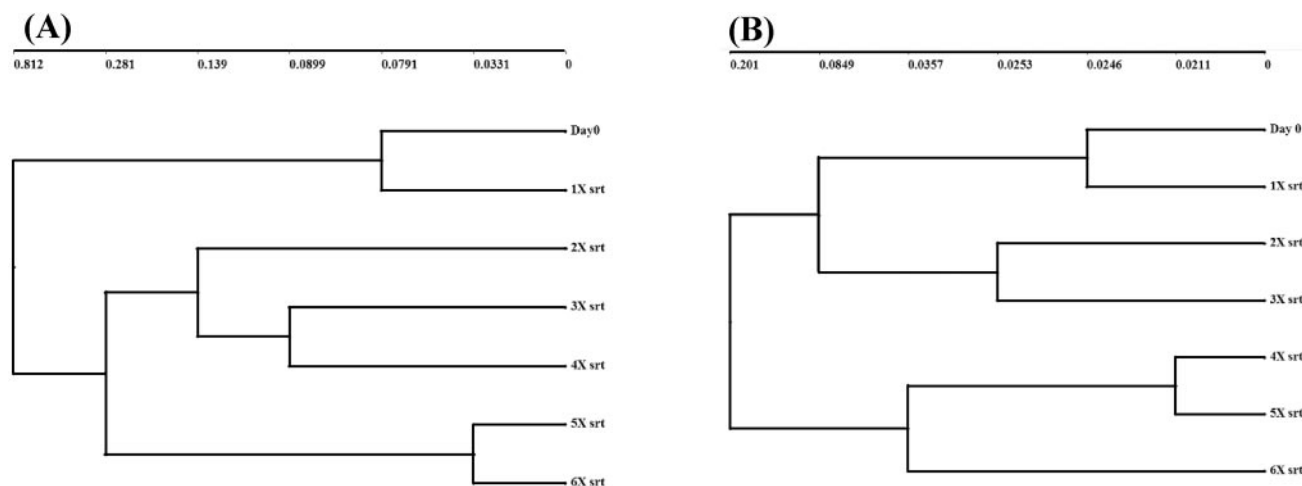 (A)
0.812 0.281 0.139 0.0899 0.0791 0.0331 0
Day0
1X srt
2X srt
3X srt
4X srt
5X srt
6X srt
(B)
0.201 0.0849 0.0357 0.0253 0.0246 0.0211 0
Day 0
1X srt
2X srt
3X srt
4X srt
5X srt
6X srt